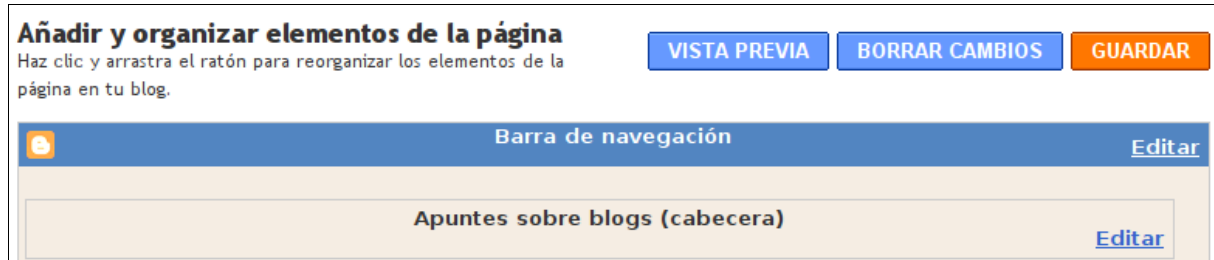 Añadir y organizar elementos de la página
Haz clic y arrastra el ratón para reorganizar los elementos de la
página en tu blog.
VISTA PREVIA BORRAR CAMBIOS GUARDAR
Barra de navegación
Editar
Apuntes sobre blogs (cabecera)
Editar